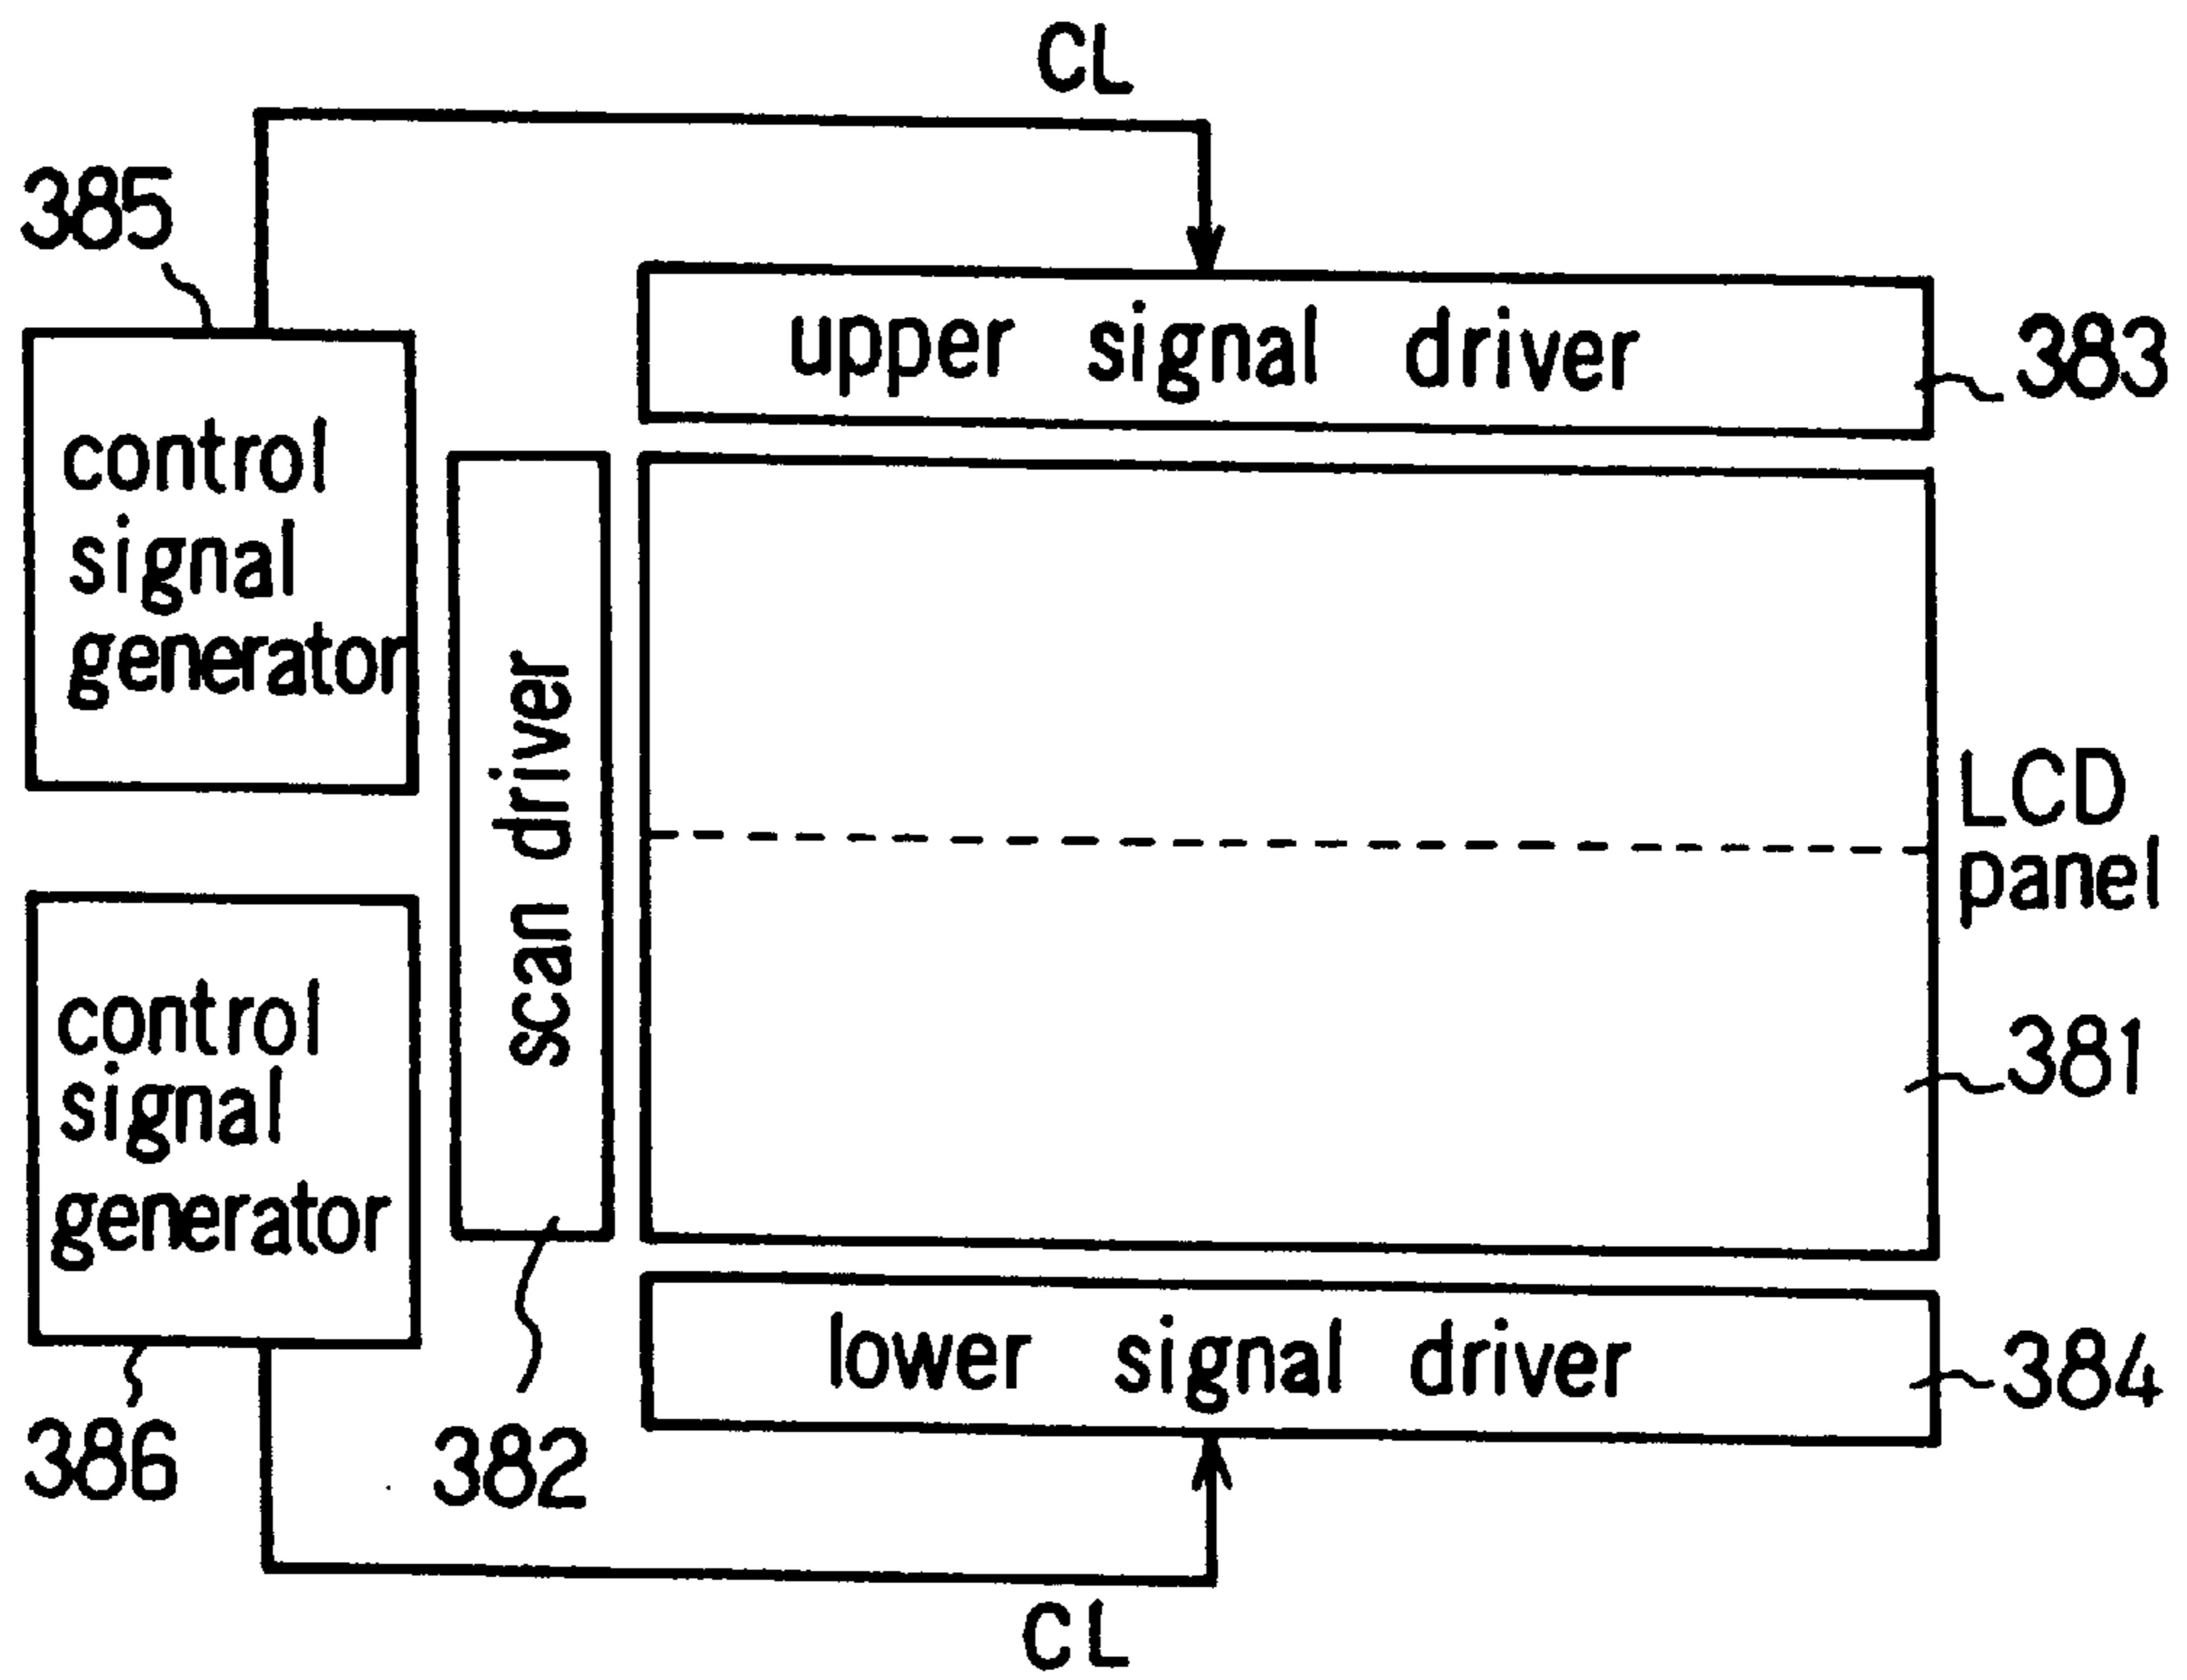 CL
385
upper signal driver
383
control
signal
generator
scan driver
LCD
panel
control
signal
generator
381
lower signal driver
384
386
382
CL